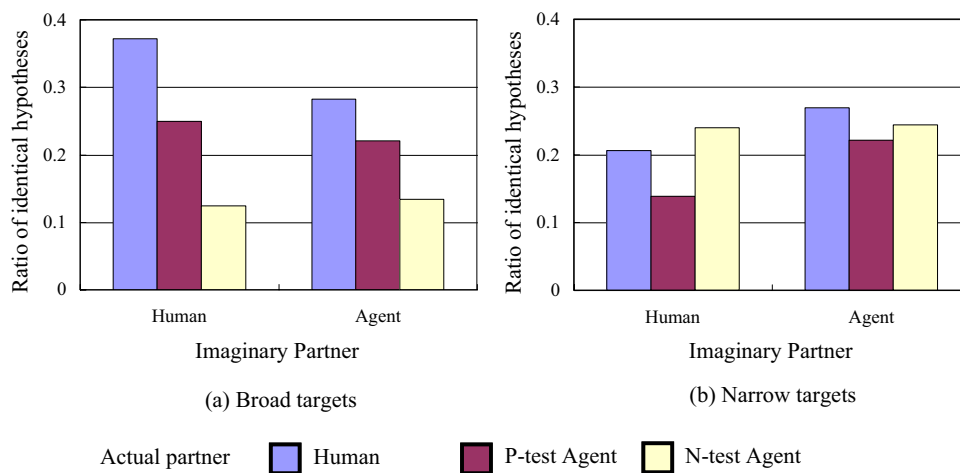 Ratio of identical hypotheses
0.4
0.3
0.2
0.1
0
Human
Agent
Imaginary Partner
(a) Broad targets
Ratio of identical hypotheses
0.4
0.3
0.2
0.1
0
Human
Agent
Imaginary Partner
(b) Narrow targets
Actual partner
Human
P-test Agent
N-test Agent